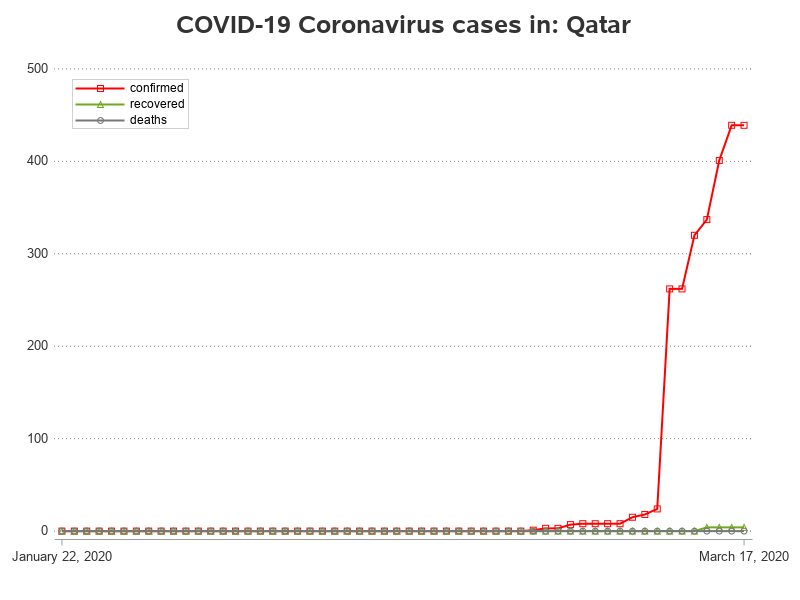 COVID-19 Coronavirus cases in: Qatar
500
confirmed
recovered
deaths
400
300
200
100
0
January 22, 2020 March 17, 2020